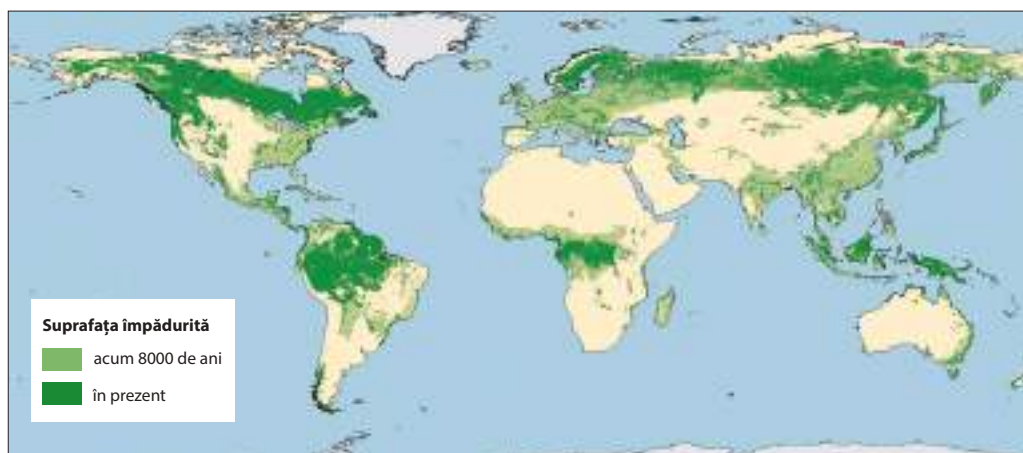 Suprafața împădurită
acum 8000 de ani
în prezent